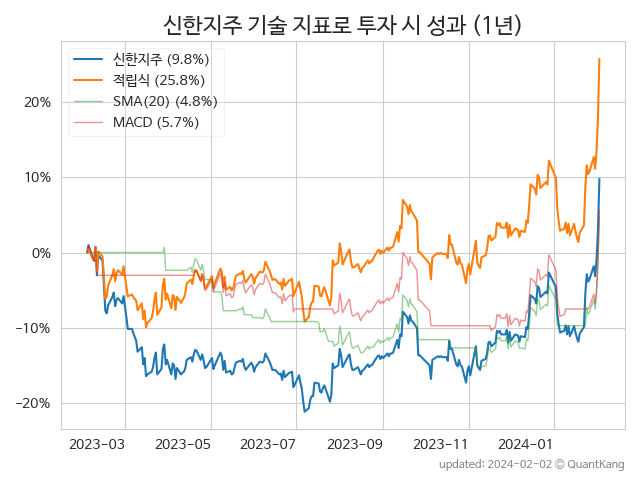 신한지주 기술 지표로 투자 시 성과 (1년)
신한지주 (9.8%)
적립식 (25.8%)
SMA(20) (4.8%)
MACD (5.7%)
20%
10%
0%
−10%
−20%
2023-03 2023-05 2023-07 2023-09 2023-11 2024-01
updated: 2024-02-02 © QuantKang